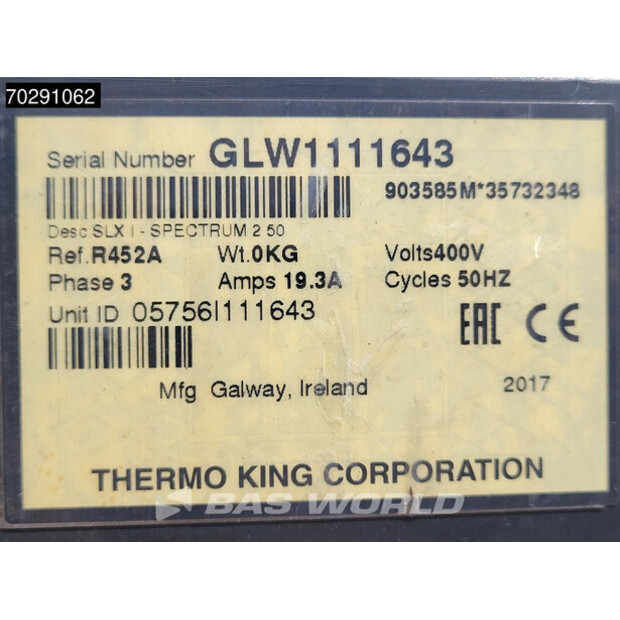 70291062
Serial Number GLW1111643
903585M*35732348
Desc SLX I - SPECTRUM 2 50
Ref. R452A Wt. 0KG Volts400V
Phase 3 Amps 19.3A Cycles 50HZ
Unit ID 05756I111643
EAC CE
Mfg Galway, Ireland 2017
THERMO KING CORPORATION
BAS WORLD